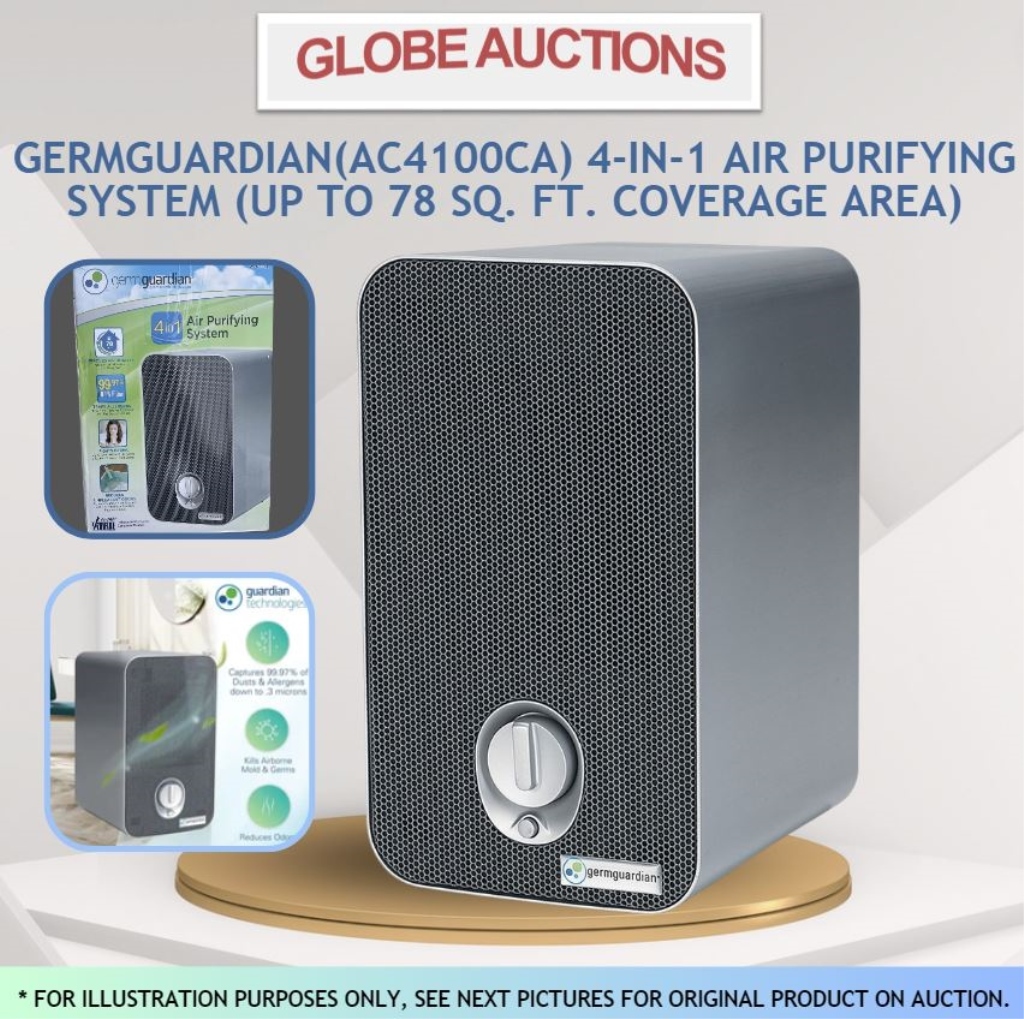 GLOBE AUCTIONS
GERMGUARDIAN(AC4100CA) 4-IN-1 AIR PURIFYING
SYSTEM (UP TO 78 SQ. FT. COVERAGE AREA)
germguardian
4in1 Air Purifying
System
guardian
technologies
Captures 99.97% of
Dusts & Allergens
down to .3 microns
Kills Airborne
Mold & Germs
Reduces Odor
germguardian
* FOR ILLUSTRATION PURPOSES ONLY, SEE NEXT PICTURES FOR ORIGINAL PRODUCT ON AUCTION.